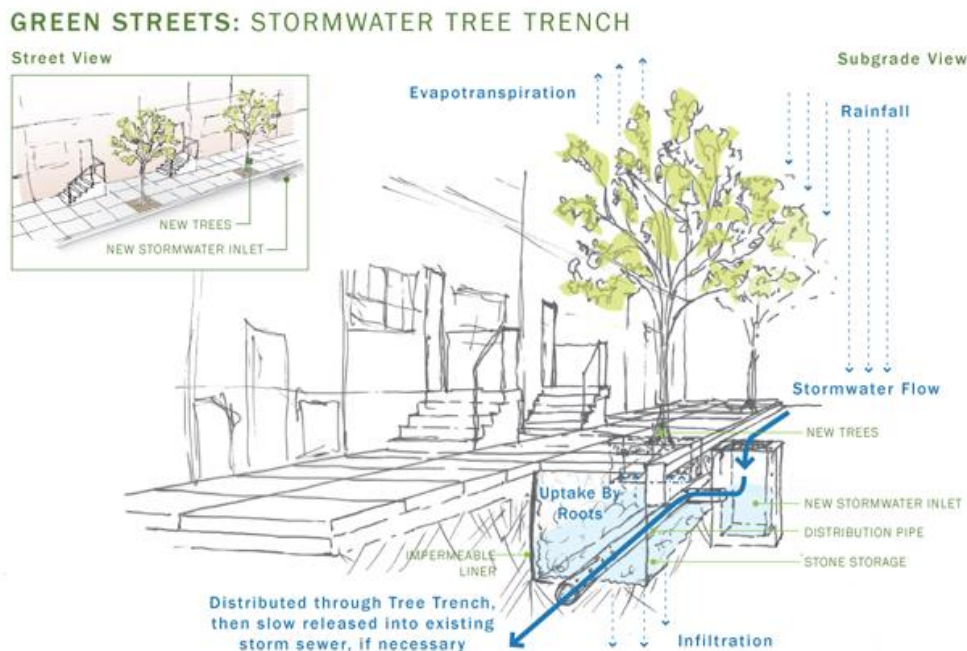 GREEN STREETS: STORMWATER TREE TRENCH
Street View
Subgrade View
NEW TREES
NEW STORMWATER INLET
Evapotranspiration
Rainfall
Stormwater Flow
NEW TREES
Uptake By
Roots
NEW STORMWATER INLET
DISTRIBUTION PIPE
IMPERMEABLE
LINER
STONE STORAGE
Distributed through Tree Trench,
then slow released into existing
storm sewer, if necessary
Infiltration